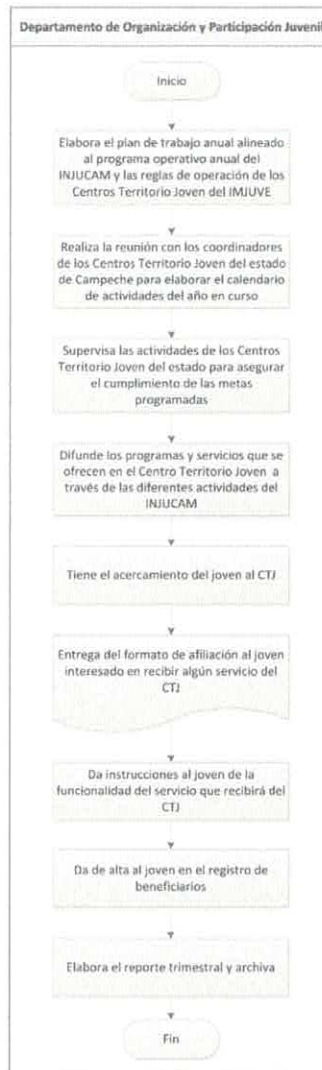 Departamento de Organización y Participación Juvenil
Inicio
Elabora el plan de trabajo anual alineado
al programa operativo anual del
INJUCAM y las reglas de operación de los
Centros Territorio Joven del IMJUVE
Realiza la reunión con los coordinadores
de los Centros Territorio Joven del estado
de Campeche para elaborar el calendario
de actividades del año en curso
Supervisa las actividades de los Centros
Territorio Joven del estado para asegurar
el cumplimiento de las metas
programadas
Difunde los programas y servicios que se
ofrecen en el Centro Territorio Joven a
través de las diferentes actividades del
INJUCAM
Tiene el acercamiento del joven al CTJ
Entrega del formato de afiliación al joven
interesado en recibir algún servicio del
CTJ
Da instrucciones al joven de la
funcionalidad del servicio que recibirá del
CTJ
Da de alta al joven en el registro de
beneficiarios
Elabora el reporte trimestral y archiva
Fin